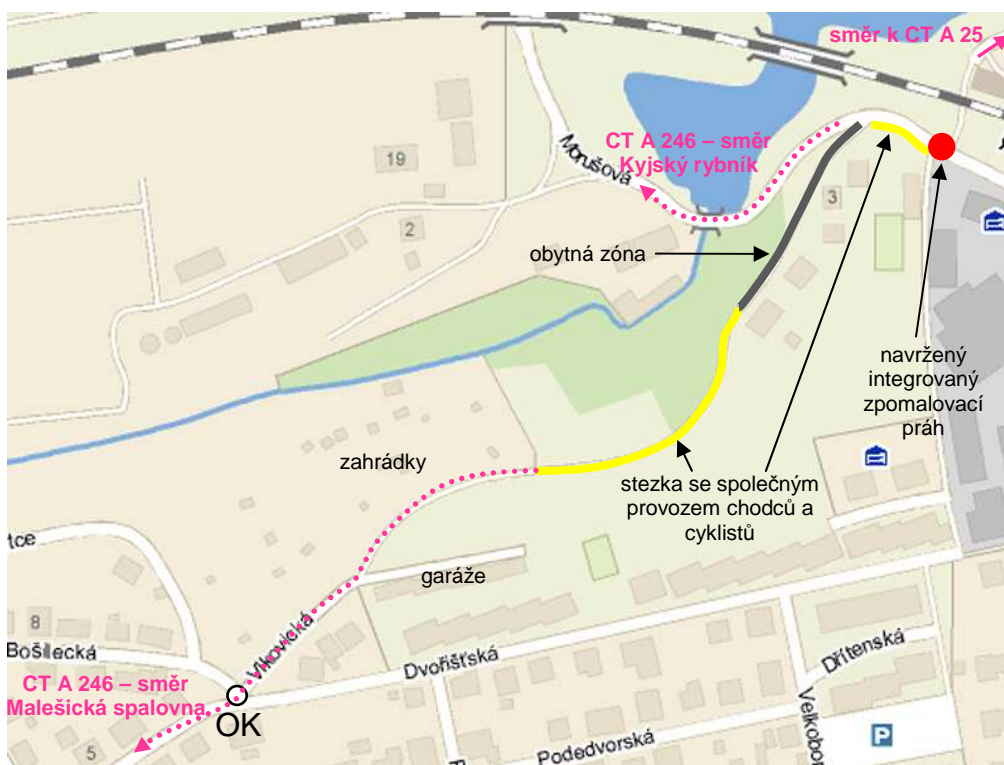 směr k CT A 25
CT A 246 – směr
Kyjský rybník
Morušová
19
2
3
obytná zóna
navržený
integrovaný
zpomalovací
práh
zahrádky
stezka se společným
provozem chodců a
cyklistů
garáže
tce
8
Bošilecká
Vlkovická
Dvořišťská
Dřítenská
CT A 246 – směr
Malešická spalovna
OK
5
Podedvorská
Velkobor
P